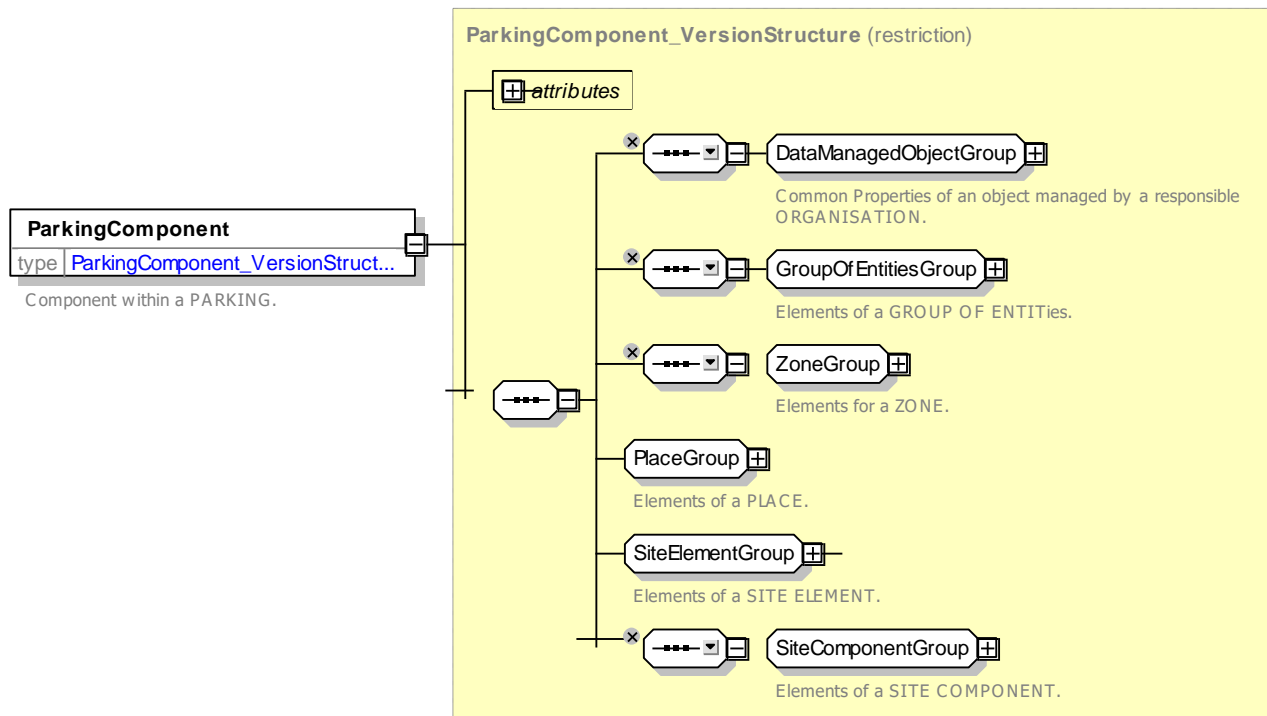 ParkingComponent_VersionStructure (restriction)
attributes
DataManagedObjectGroup
Common Properties of an object managed by a responsible
ORGANISATION.
ParkingComponent
type ParkingComponent_VersionStruct...
Component within a PARKING.
GroupOfEntitiesGroup
Elements of a GROUP OF ENTITies.
ZoneGroup
Elements for a ZONE.
PlaceGroup
Elements of a PLACE.
SiteElementGroup
Elements of a SITE ELEMENT.
SiteComponentGroup
Elements of a SITE COMPONENT.